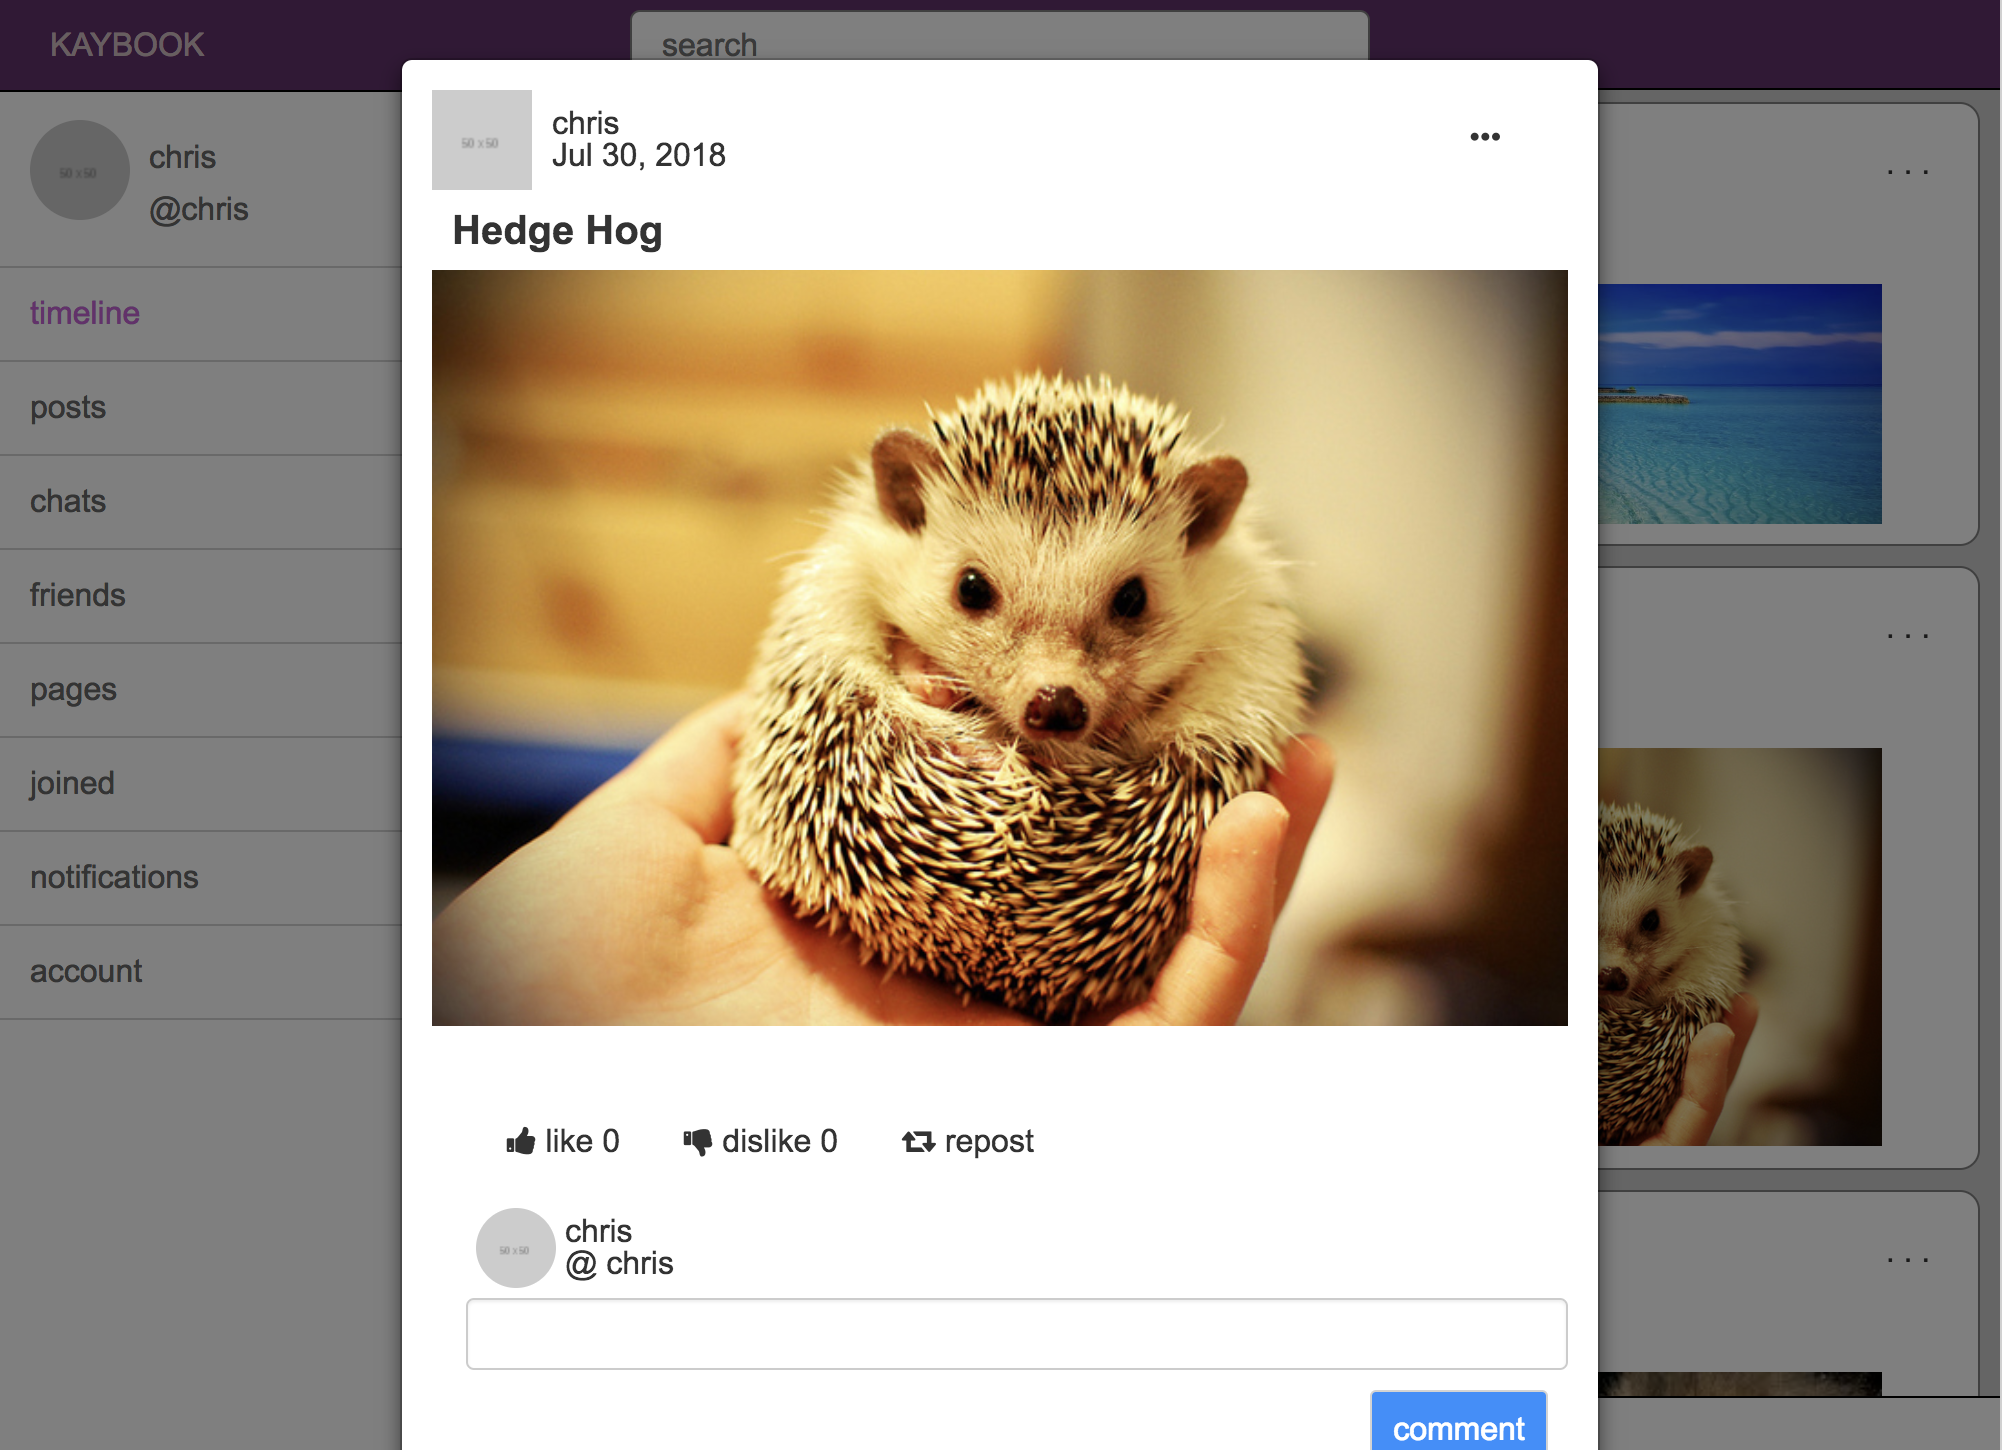 KAYBOOK
search
50 x 50
chris
@chris
timeline
posts
chats
friends
pages
joined
notifications
account
50 x 50
chris
Jul 30, 2018
•••
Hedge Hog
like 0
dislike 0
repost
50 x 50
chris
@ chris
comment
. . .
. . .
. . .